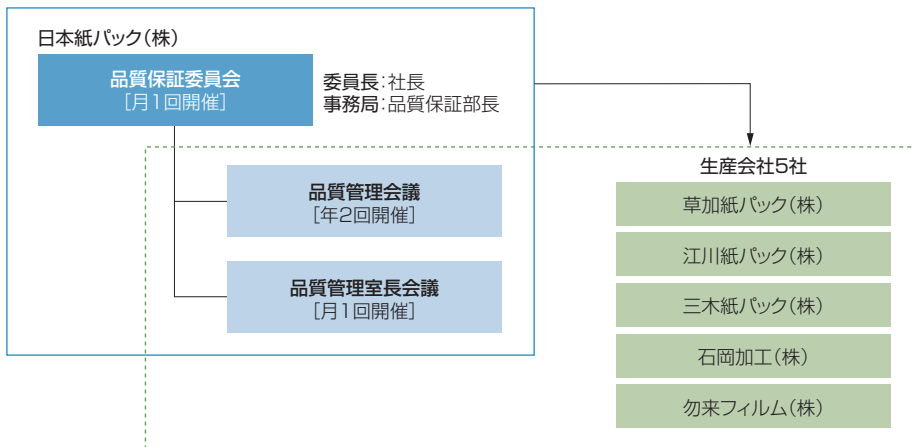 日本紙パック（株）
品質保証委員会
［月1回開催］
委員長：社長
事務局：品質保証部長
品質管理会議
［年2回開催］
品質管理室長会議
［月1回開催］
生産会社5社
草加紙パック（株）
江川紙パック（株）
三木紙パック（株）
石岡加工（株）
勿来フィルム（株）